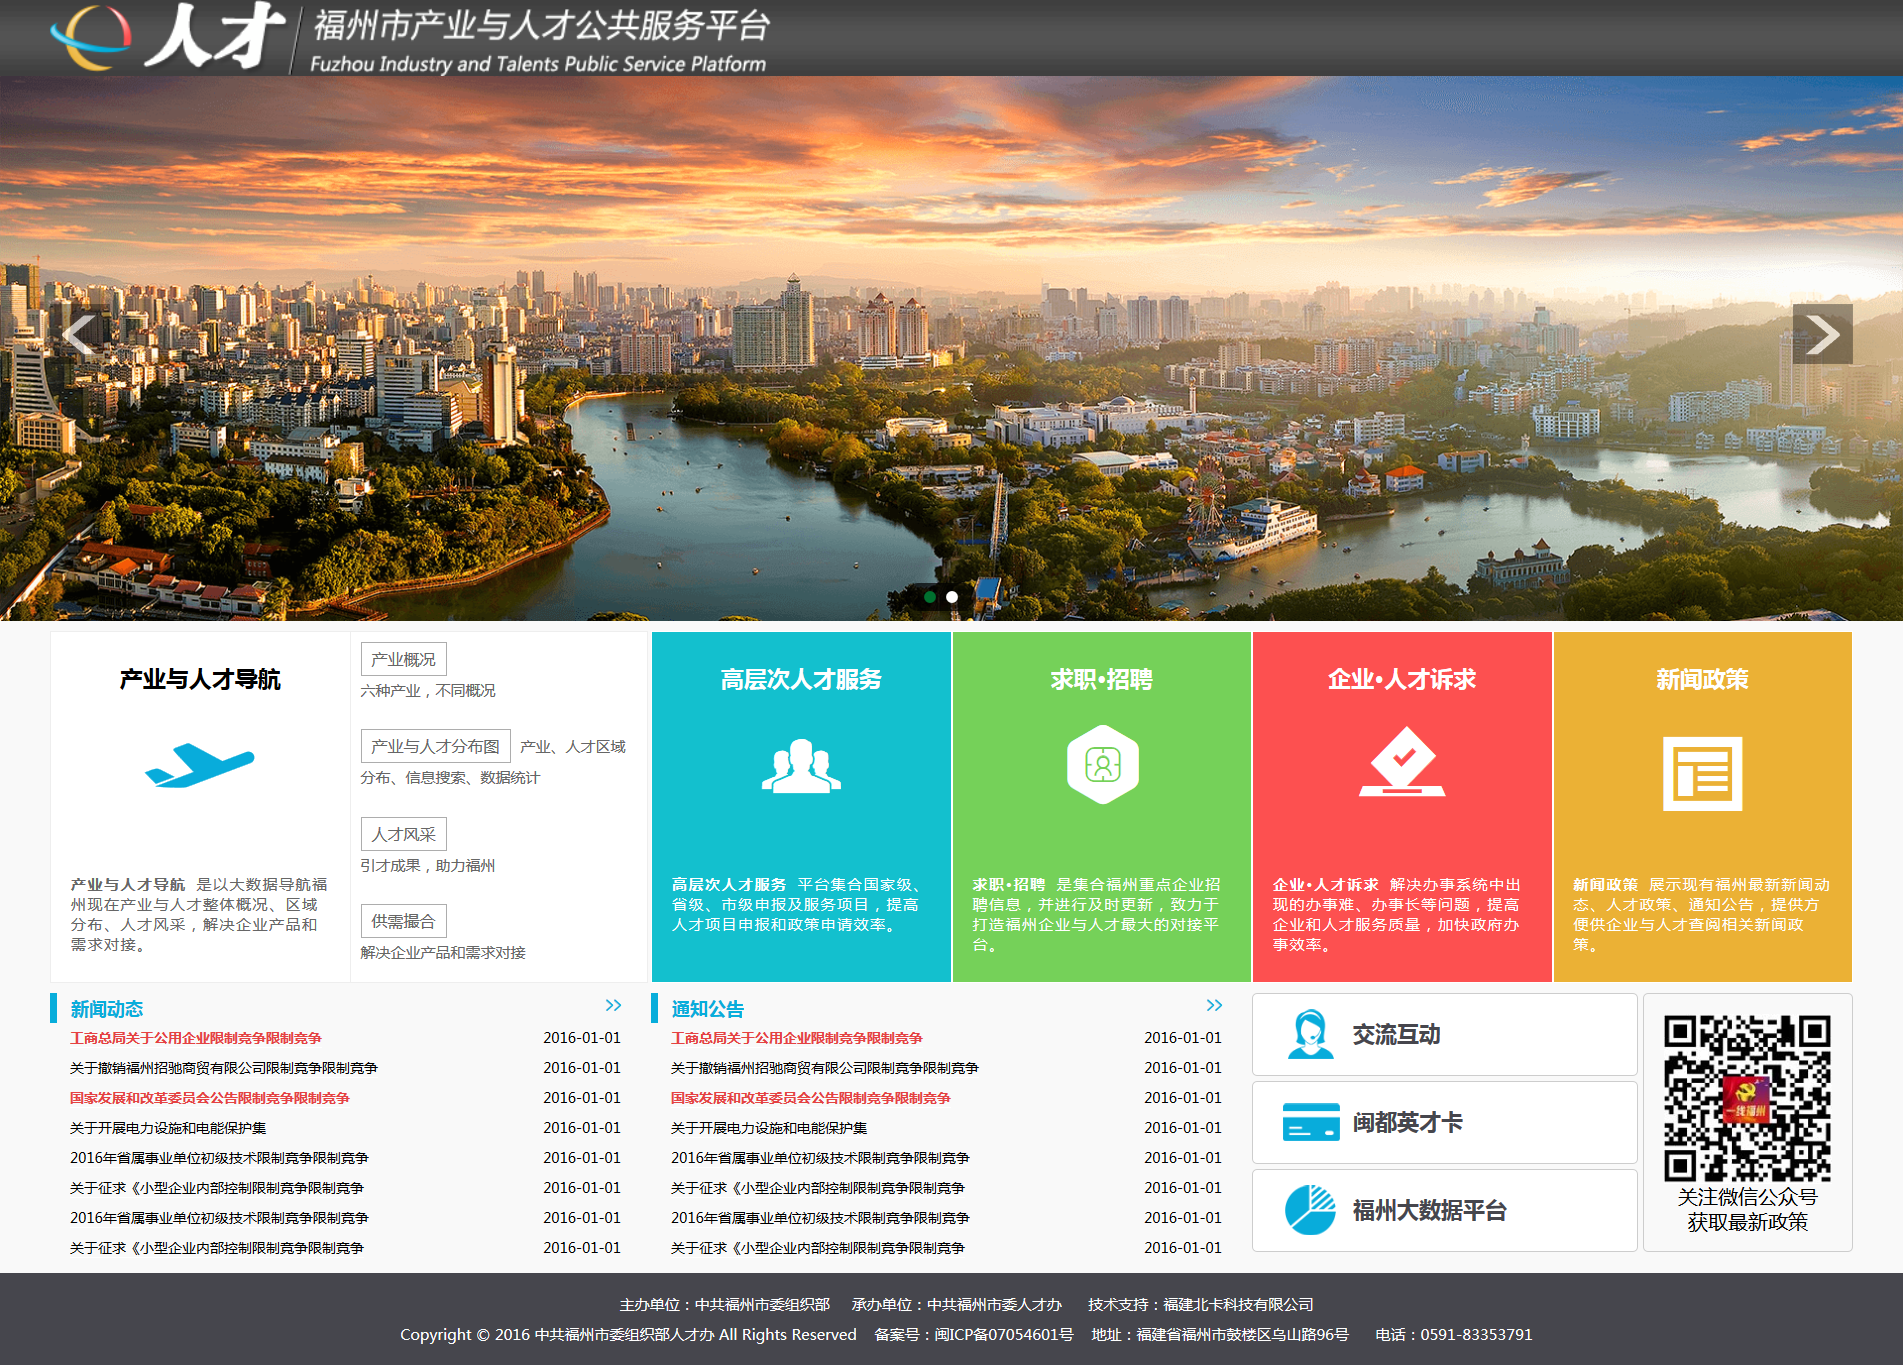 人才 福州市产业与人才公共服务平台
Fuzhou Industry and Talents Public Service Platform
产业与人才导航
产业与人才导航 是以大数据导航福
州现在产业与人才整体概况、区域
分布、人才风采，解决企业产品和
需求对接。
产业概况
六种产业，不同概况
产业与人才分布图 产业、人才区域
分布、信息搜索、数据统计
人才风采
引才成果，助力福州
供需撮合
解决企业产品和需求对接
高层次人才服务
高层次人才服务 平台集合国家级、
省级、市级申报及服务项目，提高
人才项目申报和政策申请效率。
求职·招聘
求职·招聘 是集合福州重点企业招
聘信息，并进行及时更新，致力于
打造福州企业与人才最大的对接平
台。
企业·人才诉求
企业·人才诉求 解决办事系统中出
现的办事难、办事长等问题，提高
企业和人才服务质量，加快政府办
事效率。
新闻政策
新闻政策 展示现有福州最新新闻动
态、人才政策、通知公告，提供方
便供企业与人才查阅相关新闻政
策。
新闻动态 >>
工商总局关于公用企业限制竞争限制竞争 2016-01-01
关于撤销福州招驰商贸有限公司限制竞争限制竞争 2016-01-01
国家发展和改革委员会公告限制竞争限制竞争 2016-01-01
关于开展电力设施和电能保护集 2016-01-01
2016年省属事业单位初级技术限制竞争限制竞争 2016-01-01
关于征求《小型企业内部控制限制竞争限制竞争 2016-01-01
2016年省属事业单位初级技术限制竞争限制竞争 2016-01-01
关于征求《小型企业内部控制限制竞争限制竞争 2016-01-01
通知公告 >>
工商总局关于公用企业限制竞争限制竞争 2016-01-01
关于撤销福州招驰商贸有限公司限制竞争限制竞争 2016-01-01
国家发展和改革委员会公告限制竞争限制竞争 2016-01-01
关于开展电力设施和电能保护集 2016-01-01
2016年省属事业单位初级技术限制竞争限制竞争 2016-01-01
关于征求《小型企业内部控制限制竞争限制竞争 2016-01-01
2016年省属事业单位初级技术限制竞争限制竞争 2016-01-01
关于征求《小型企业内部控制限制竞争限制竞争 2016-01-01
交流互动
闽都英才卡
福州大数据平台
一线福州
关注微信公众号
获取最新政策
主办单位：中共福州市委组织部 承办单位：中共福州市委人才办 技术支持：福建北卡科技有限公司
Copyright © 2016 中共福州市委组织部人才办 All Rights Reserved 备案号：闽ICP备07054601号 地址：福建省福州市鼓楼区乌山路96号 电话：0591-83353791